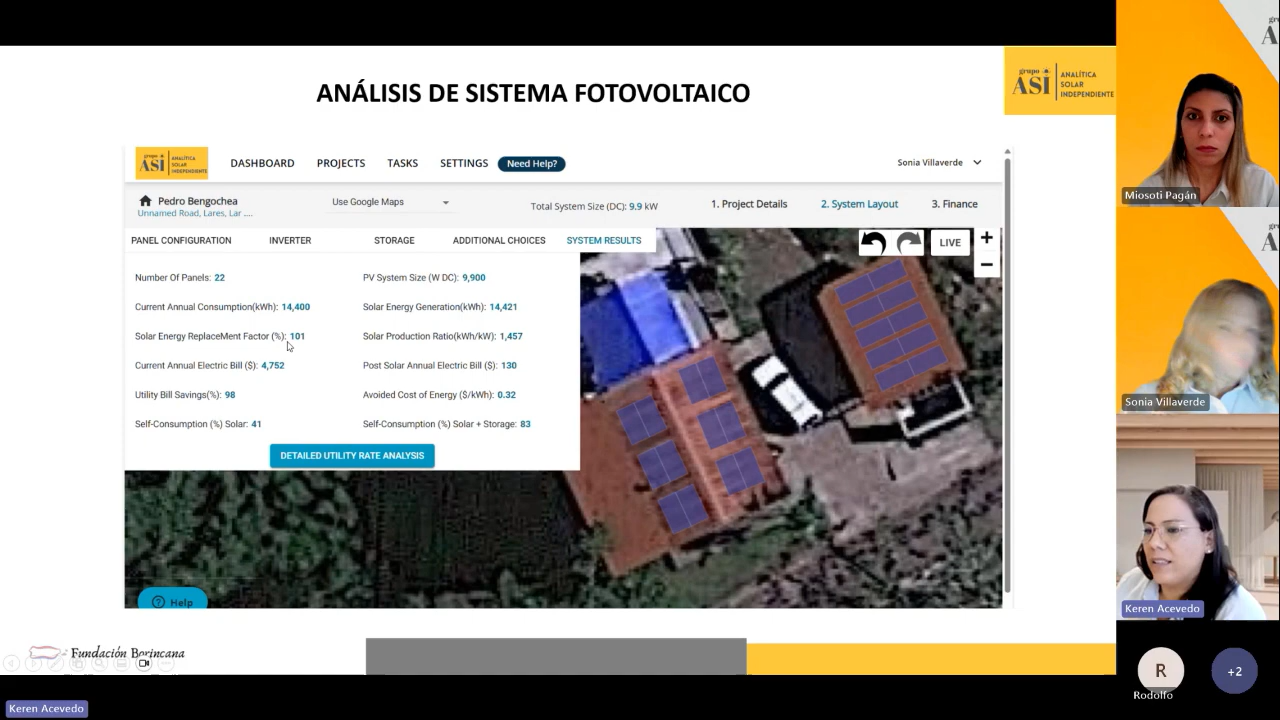 ANÁLISIS DE SISTEMA FOTOVOLTAICO
grupo ASI ANALÍTICA SOLAR INDEPENDIENTE
grupo ASI ANALÍTICA SOLAR INDEPENDIENTE
DASHBOARD PROJECTS TASKS SETTINGS Need Help? Sonia Villaverde
Pedro Bengochea
Unnamed Road, Lares, Lar ....
Use Google Maps
Total System Size (DC): 9.9 kW
1. Project Details 2. System Layout 3. Finance
PANEL CONFIGURATION INVERTER STORAGE ADDITIONAL CHOICES SYSTEM RESULTS
LIVE + −
Number Of Panels: 22 PV System Size (W DC): 9,900
Current Annual Consumption(kWh): 14,400 Solar Energy Generation(kWh): 14,421
Solar Energy ReplaceMent Factor (%): 101 Solar Production Ratio(kWh/kW): 1,457
Current Annual Electric Bill ($): 4,752 Post Solar Annual Electric Bill ($): 130
Utility Bill Savings(%): 98 Avoided Cost of Energy ($/kWh): 0.32
Self-Consumption (%) Solar: 41 Self-Consumption (%) Solar + Storage: 83
DETAILED UTILITY RATE ANALYSIS
? Help
Fundación Borincana
Keren Acevedo
Miosoti Pagán
Sonia Villaverde
Keren Acevedo
R
Rodolfo
+2